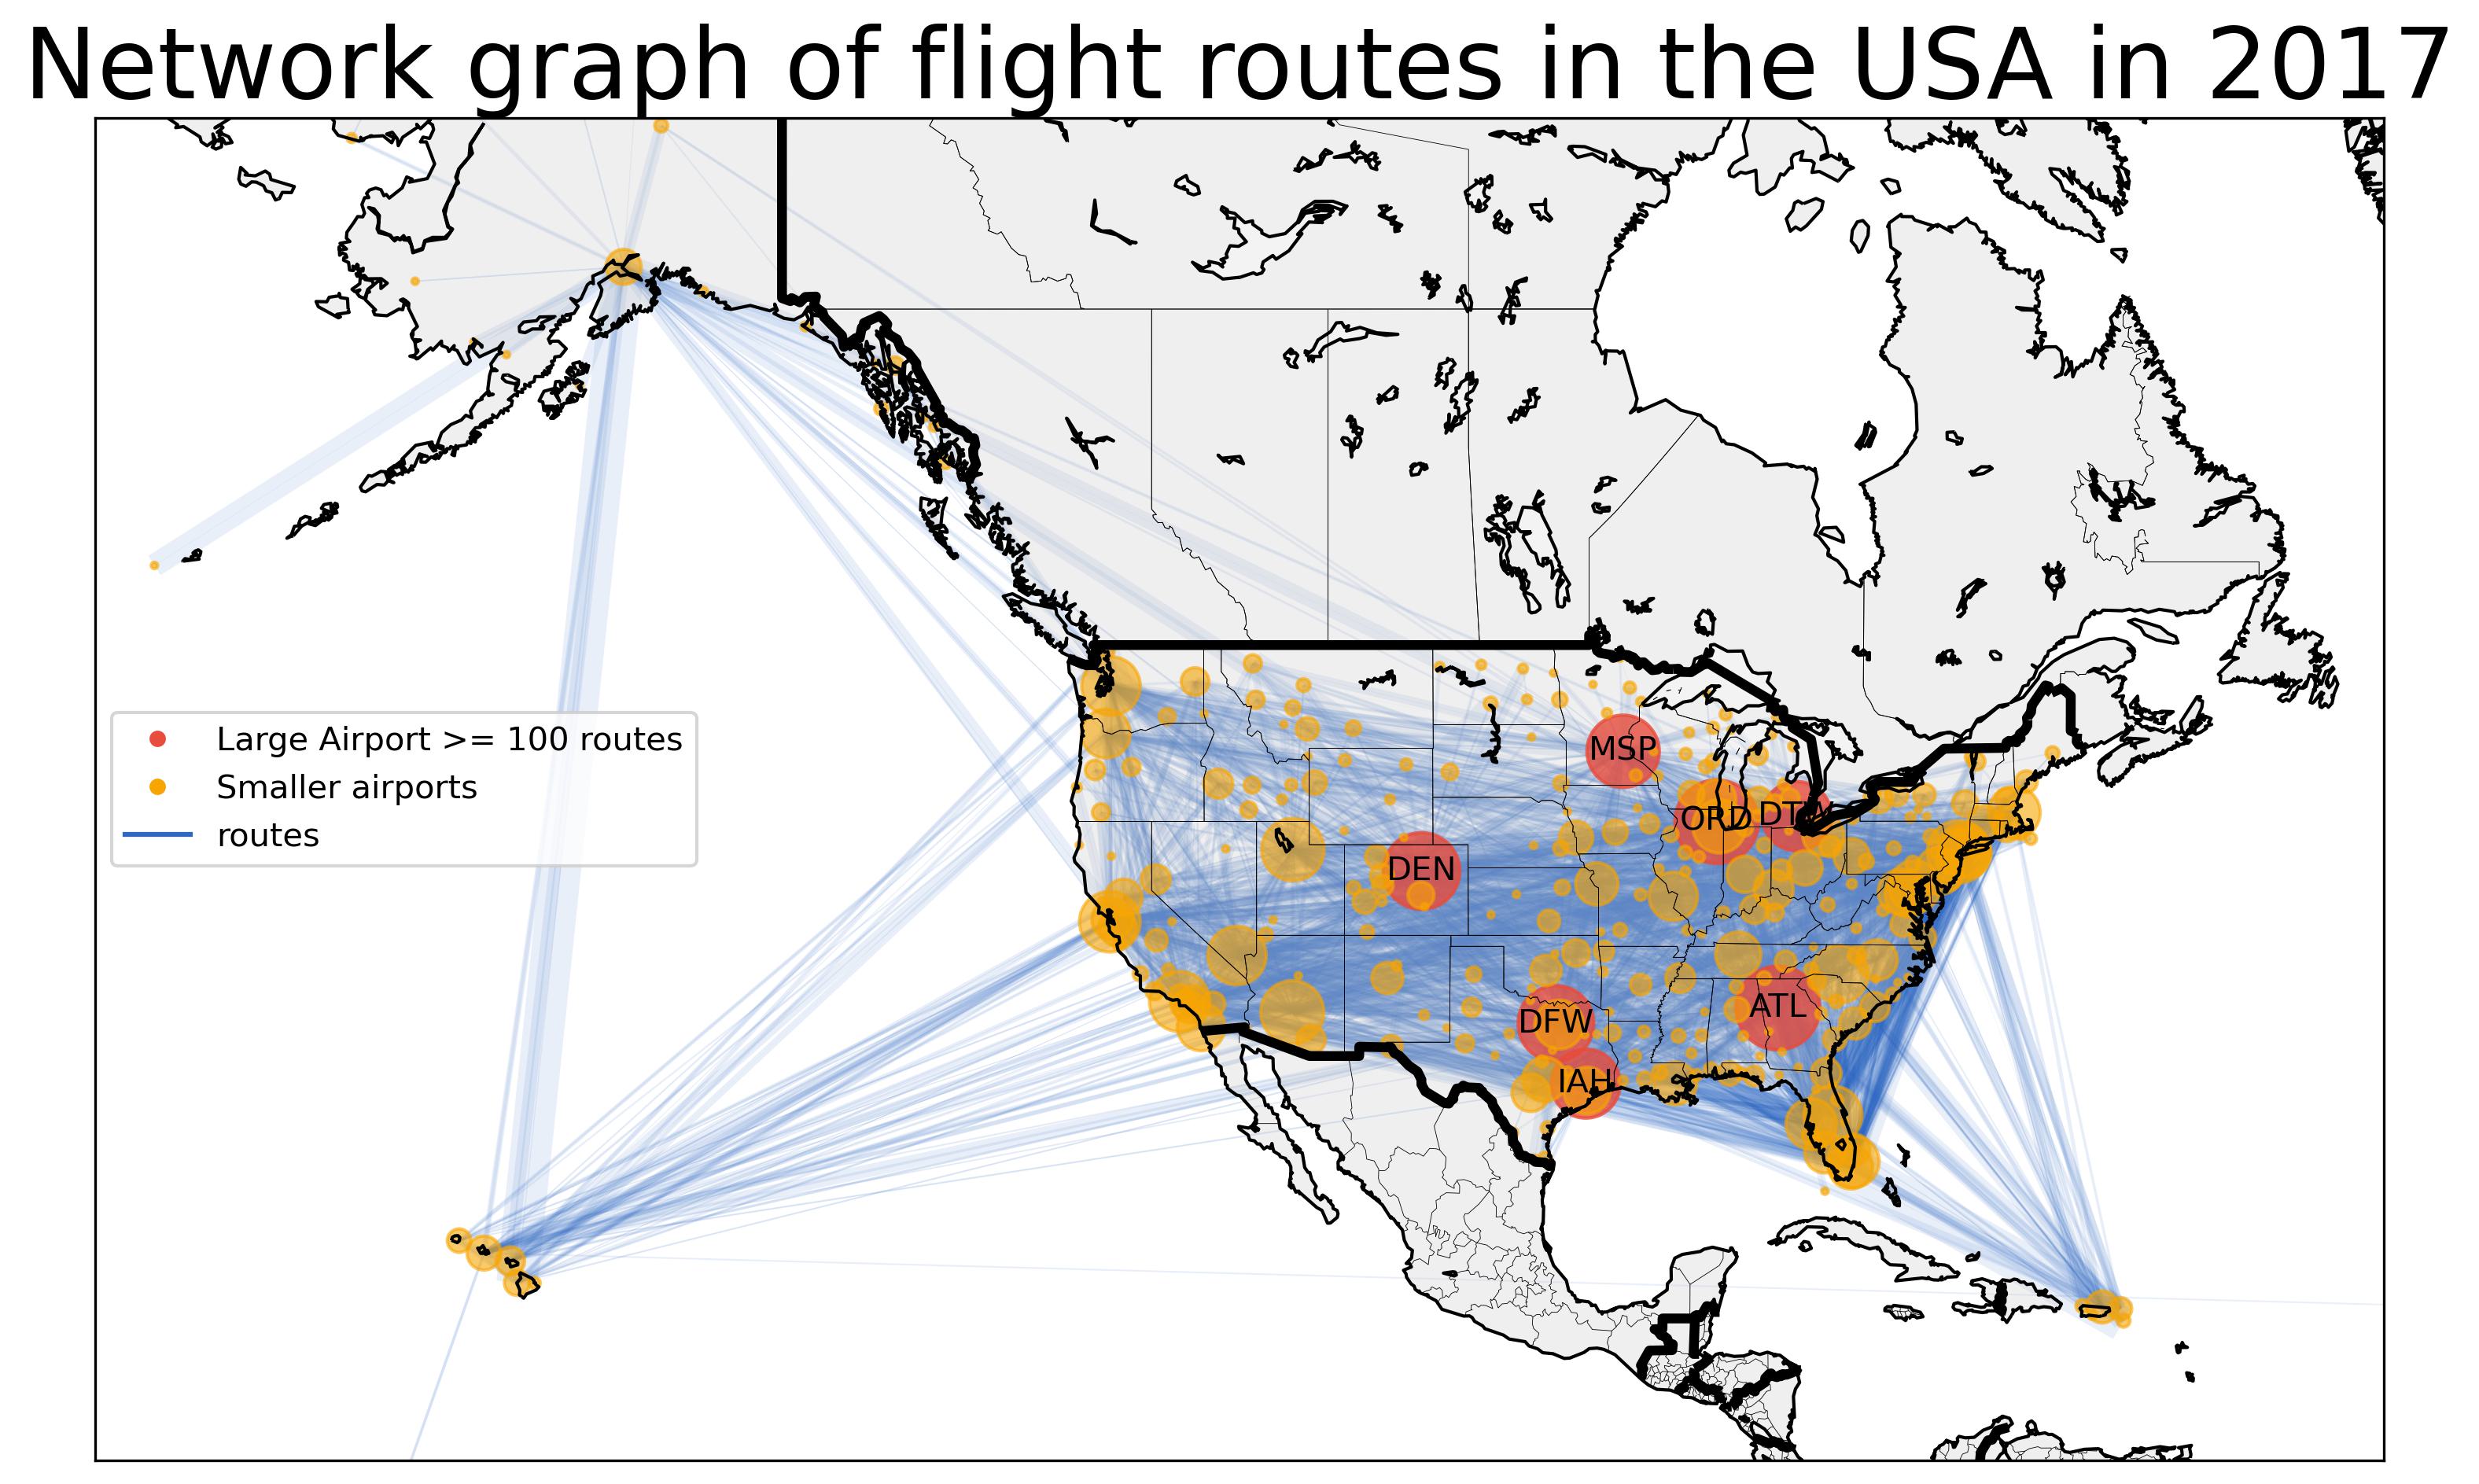 Network graph of flight routes in the USA in 2017
Large Airport >= 100 routes
Smaller airports
routes
MSP
ORD
DTW
DEN
ATL
DFW
IAH